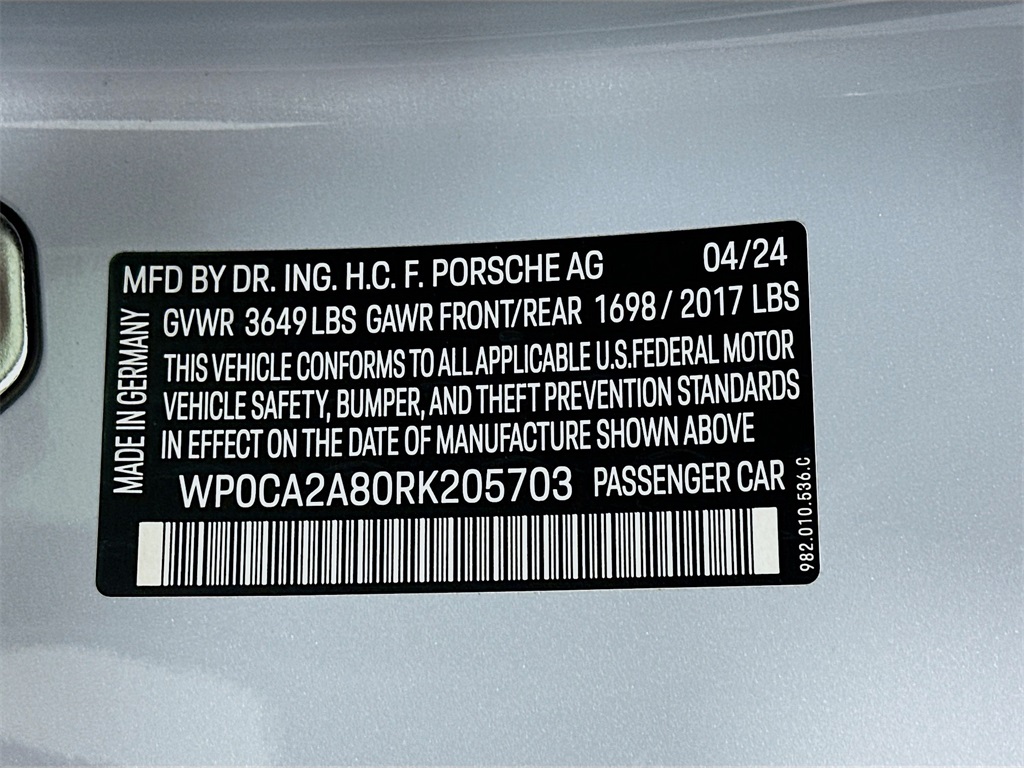 MFD BY DR. ING. H.C. F. PORSCHE AG 04/24
GVWR 3649 LBS GAWR FRONT/REAR 1698 / 2017 LBS
THIS VEHICLE CONFORMS TO ALL APPLICABLE U.S.FEDERAL MOTOR
VEHICLE SAFETY, BUMPER, AND THEFT PREVENTION STANDARDS
IN EFFECT ON THE DATE OF MANUFACTURE SHOWN ABOVE
WP0CA2A80RK205703 PASSENGER CAR
MADE IN GERMANY
982.010.536.C